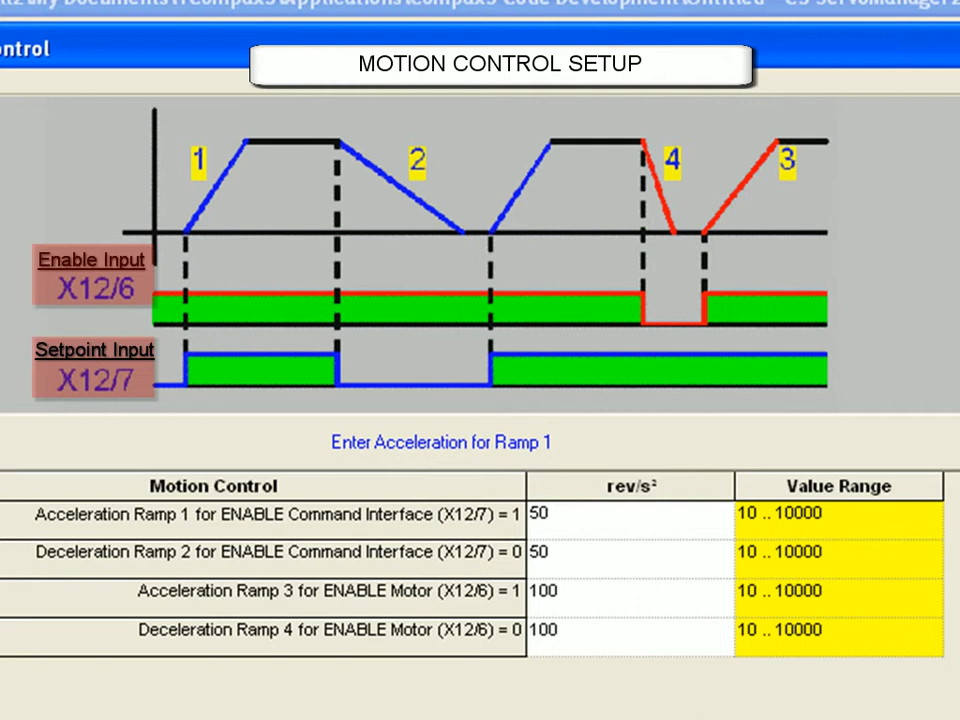 ontrol
MOTION CONTROL SETUP
1
2
4
3
Enable Input
X12/6
Setpoint Input
X12/7
Enter Acceleration for Ramp 1
Motion Control rev/s² Value Range
Acceleration Ramp 1 for ENABLE Command Interface (X12/7) = 1 50 10 .. 10000
Deceleration Ramp 2 for ENABLE Command Interface (X12/7) = 0 50 10 .. 10000
Acceleration Ramp 3 for ENABLE Motor (X12/6) = 1 100 10 .. 10000
Deceleration Ramp 4 for ENABLE Motor (X12/6) = 0 100 10 .. 10000